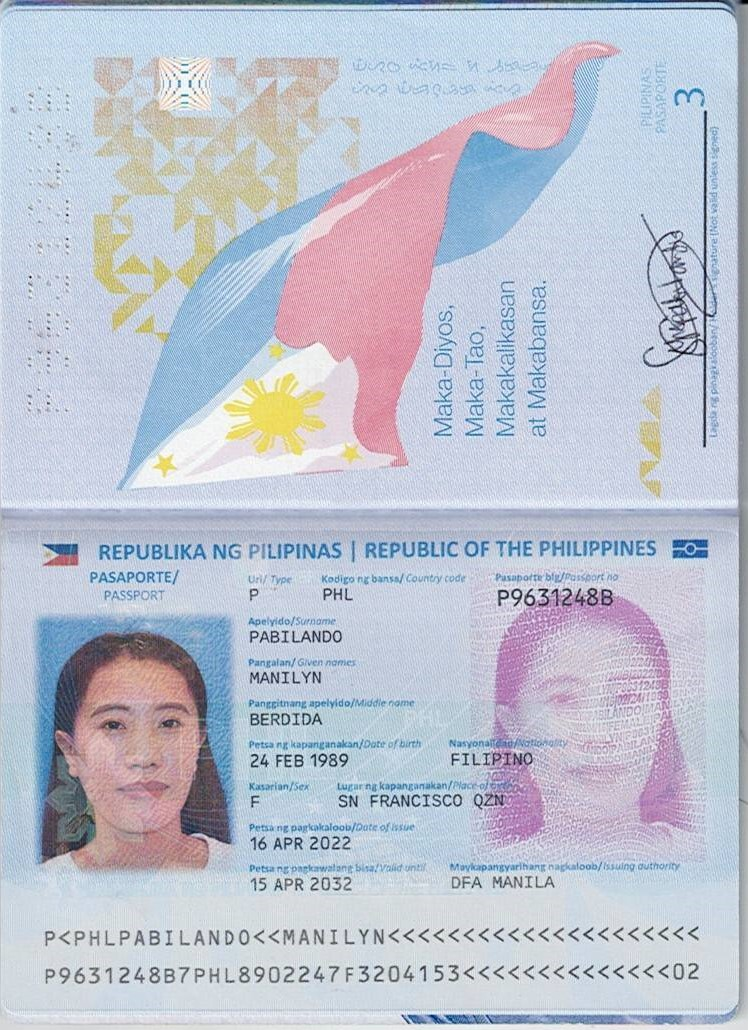 PILIPINAS
PASAPORTE
3
Maka-Diyos,
Maka-Tao,
Makakalikasan
at Makabansa.
signature (Not valid unless signed)
REPUBLIKA NG PILIPINAS | REPUBLIC OF THE PHILIPPINES
PASAPORTE/
PASSPORT
Uri/ Type Kodigo ng bansa/ Country code Pasaporte blg/Passport no
P PHL P9631248B
Apelyido/Surname
PABILANDO
Pangalan/ Given names
MANILYN
Panggitnang apelyido/Middle name
BERDIDA
Petsa ng kapanganakan/Date of birth Nasyonalidad/Nationality
24 FEB 1989 FILIPINO
Kasarian/Sex Lugar ng kapanganakan/Place of birth
F SN FRANCISCO QZN
Petsa ng pagkakaloob/Date of issue
16 APR 2022
Petsa ng pagkawalang bisa/Valid until Maykapangyarihang nagkaloob/Issuing authority
15 APR 2032 DFA MANILA
P<PHLPABILANDO<<MANILYN<<<<<<<<<<<<<<<<<<<<<
P9631248B7PHL8902247F3204153<<<<<<<<<<<<<<02